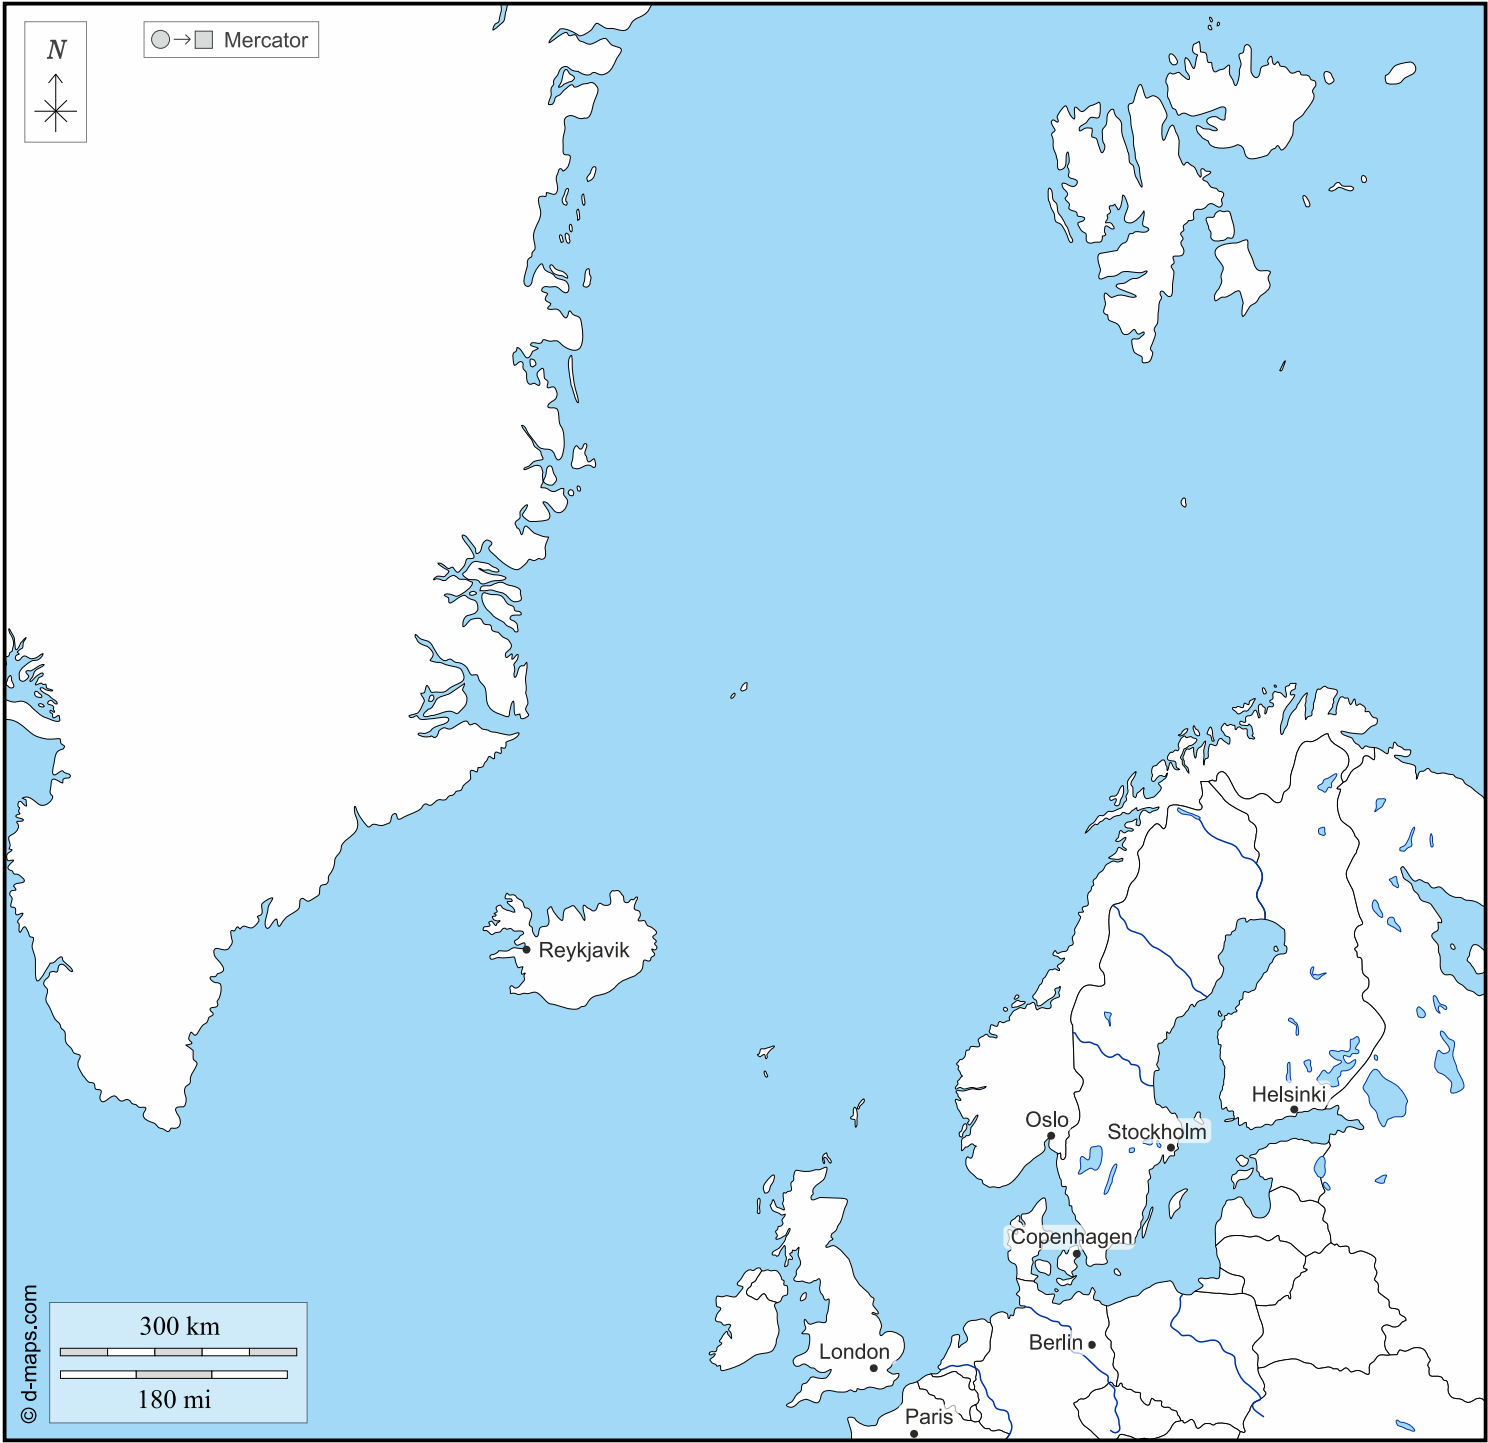 N
Mercator
Reykjavik
Helsinki
Oslo
Stockholm
Copenhagen
Berlin
London
Paris
300 km
180 mi
© d-maps.com